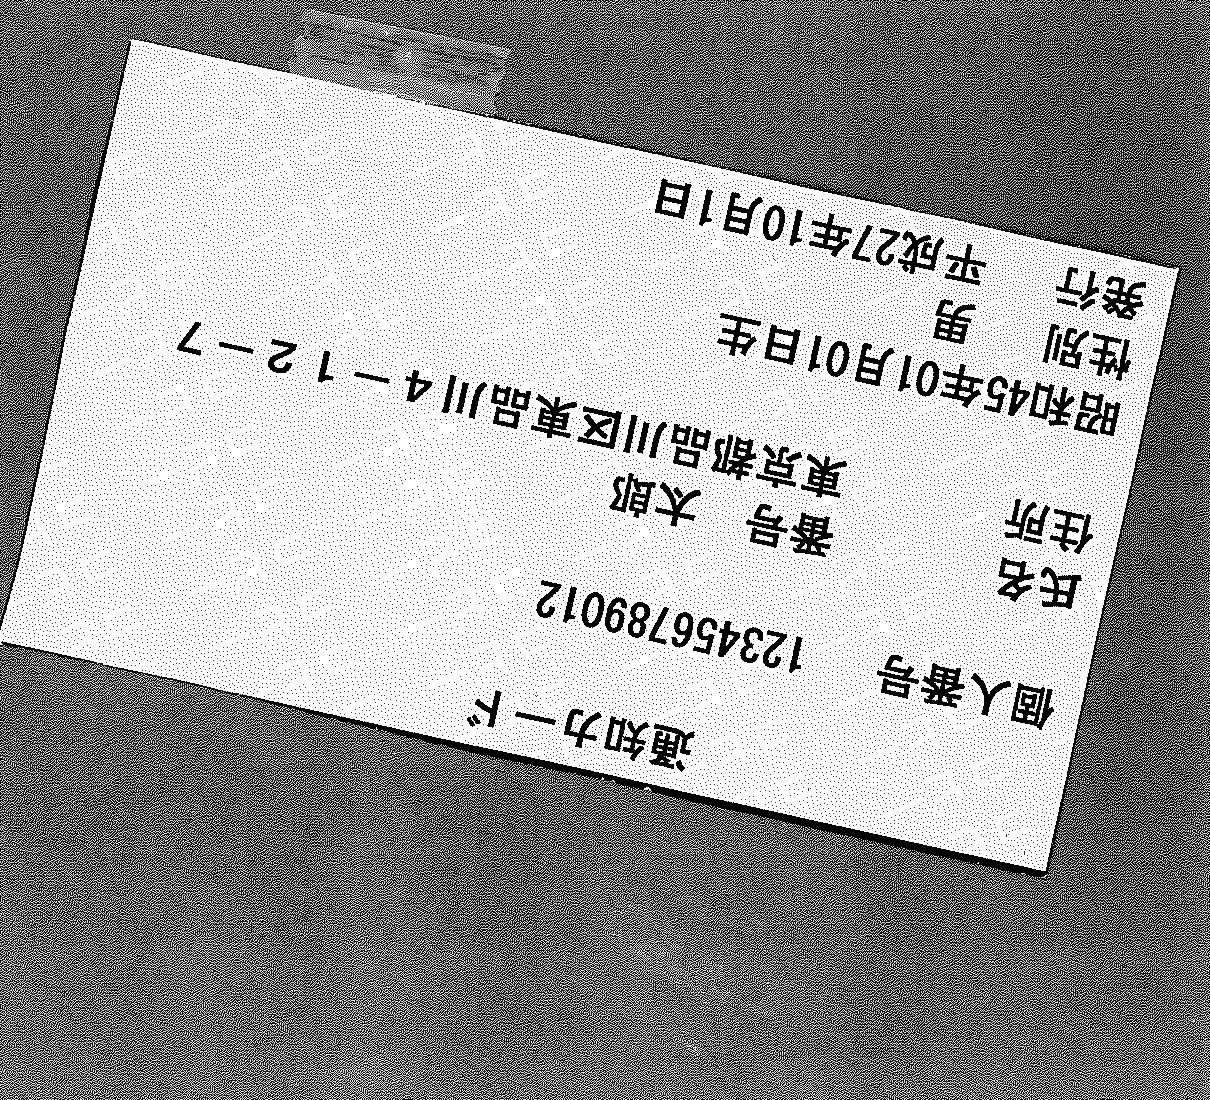 通知カード
個人番号 123456789012
氏名 番号 太郎
住所 東京都品川区東品川４－１２－７
昭和45年01月01日生
性別 男
発行 平成27年10月1日